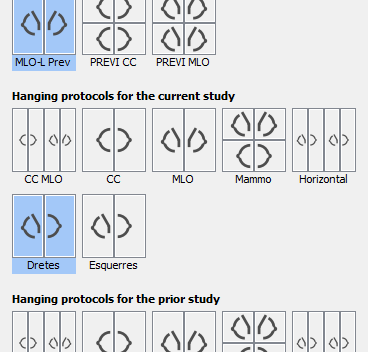 MLO-L Prev PREVI CC PREVI MLO
Hanging protocols for the current study
CC MLO CC MLO Mammo Horizontal
Dretes Esquerres
Hanging protocols for the prior study